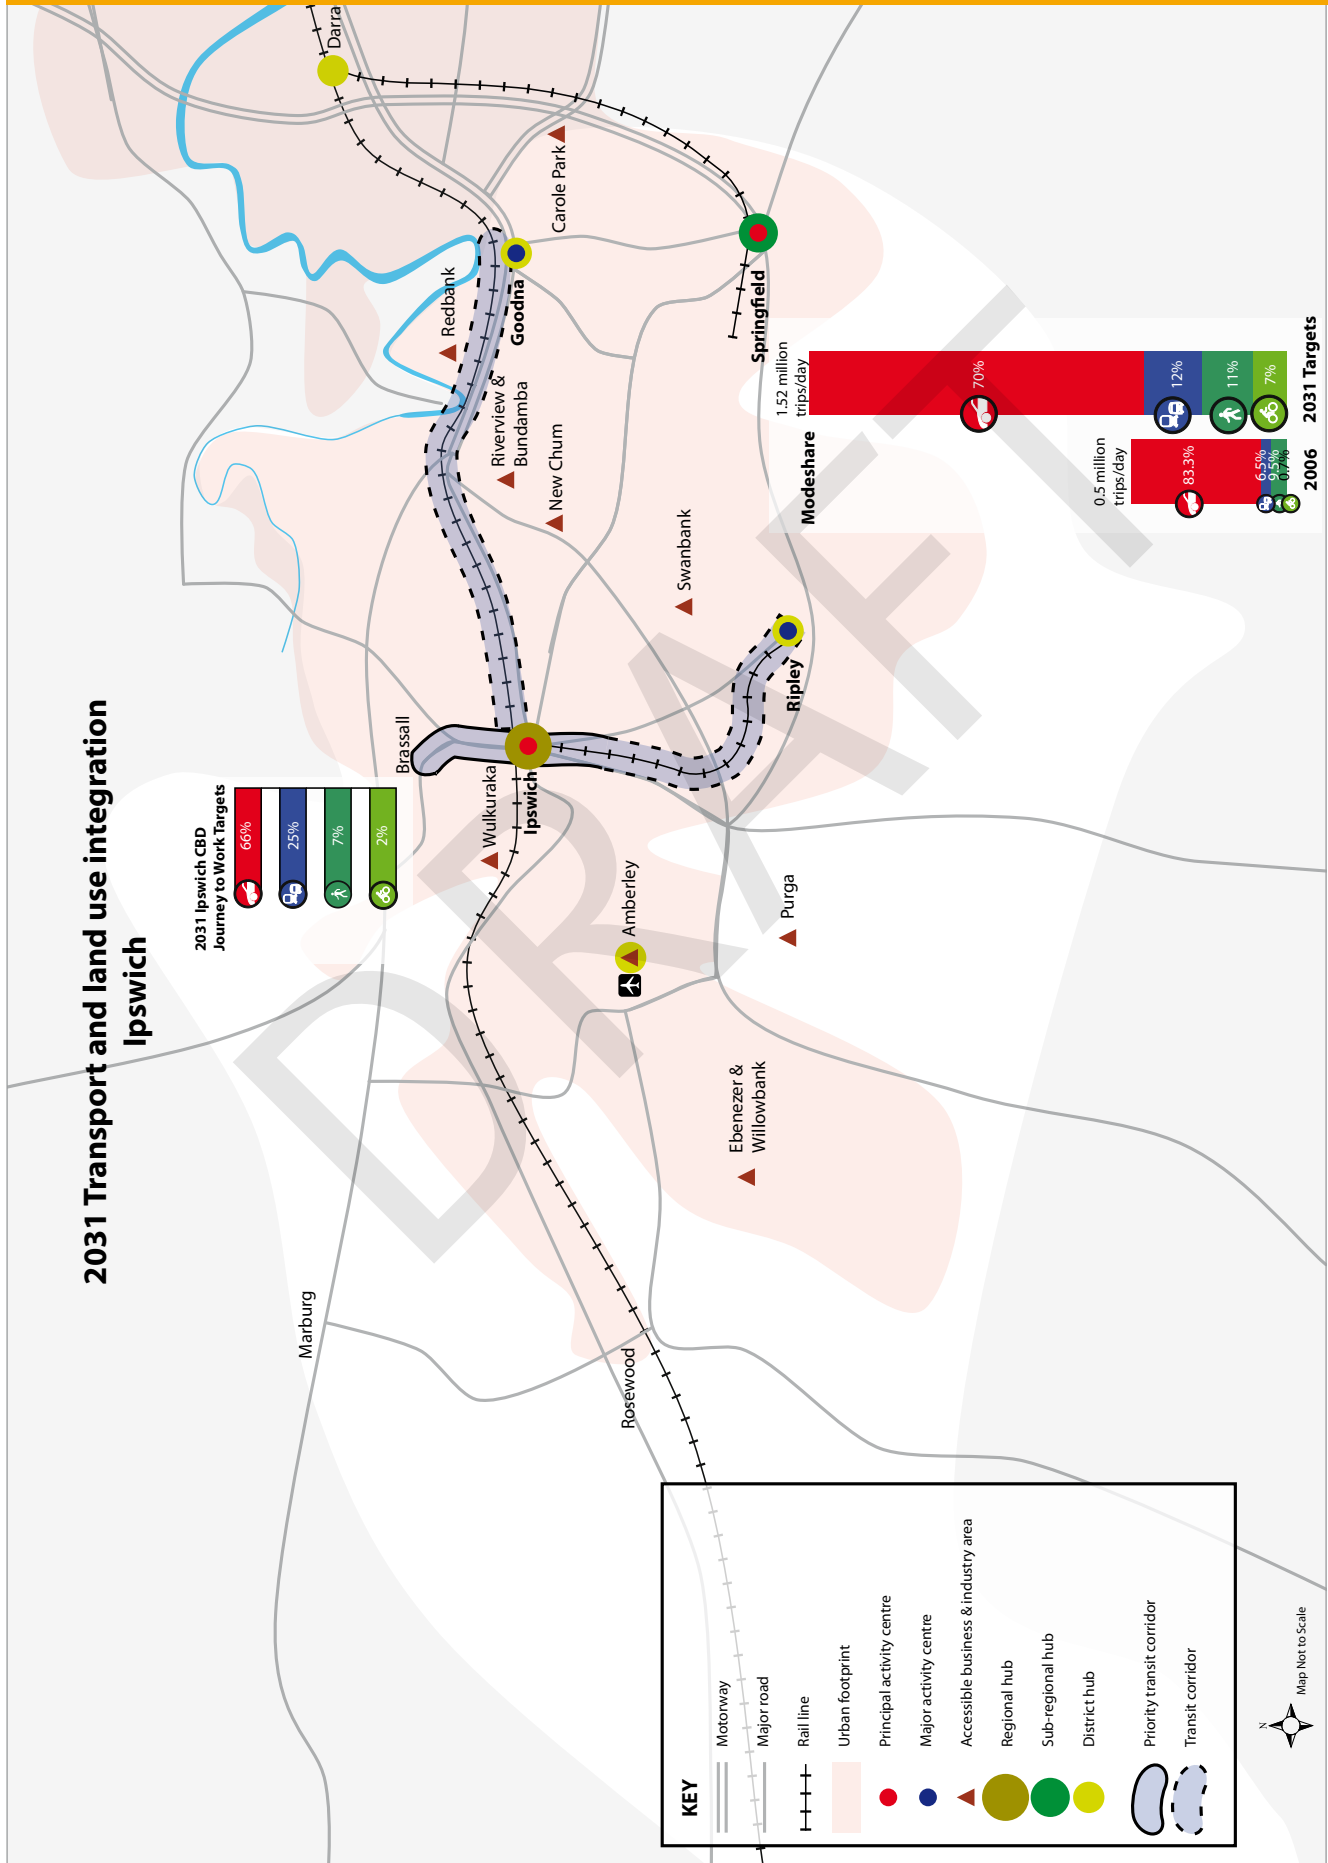 2031 Transport and land use integration
Ipswich
2031 Ipswich CBD
Journey to Work Targets
66%
25%
7%
2%
Marburg
Rosewood
Brassall
Wulkuraka
Ipswich
Amberley
Purga
Ebenezer &
Willowbank
Darra
Redbank
Goodna
Carole Park
Riverview &
Bundamba
New Chum
Swanbank
Springfield
Ripley
Modeshare
1.52 million
trips/day
70%
12%
11%
7%
2031 Targets
0.5 million
trips/day
83.3%
6.5%
9.5%
0.7%
2006
KEY
Motorway
Major road
Rail line
Urban footprint
Principal activity centre
Major activity centre
Accessible business & industry area
Regional hub
Sub-regional hub
District hub
Priority transit corridor
Transit corridor
N
Map Not to Scale
DRAFT